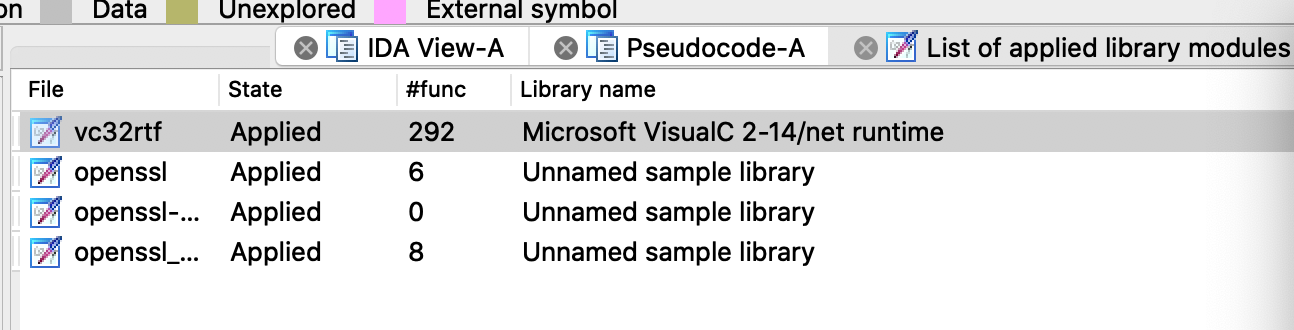 on Data Unexplored External symbol
IDA View-A Pseudocode-A List of applied library modules
File State #func Library name
vc32rtf Applied 292 Microsoft VisualC 2-14/net runtime
openssl Applied 6 Unnamed sample library
openssl-... Applied 0 Unnamed sample library
openssl_... Applied 8 Unnamed sample library